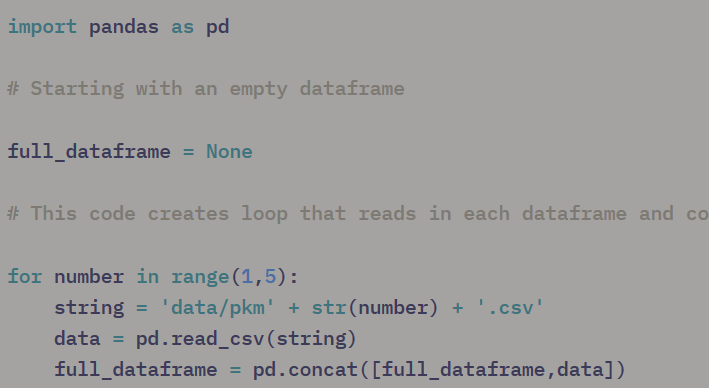 import pandas as pd
# Starting with an empty dataframe
full_dataframe = None
# This code creates loop that reads in each dataframe and co
for number in range(1,5):
    string = 'data/pkm' + str(number) + '.csv'
    data = pd.read_csv(string)
    full_dataframe = pd.concat([full_dataframe,data])